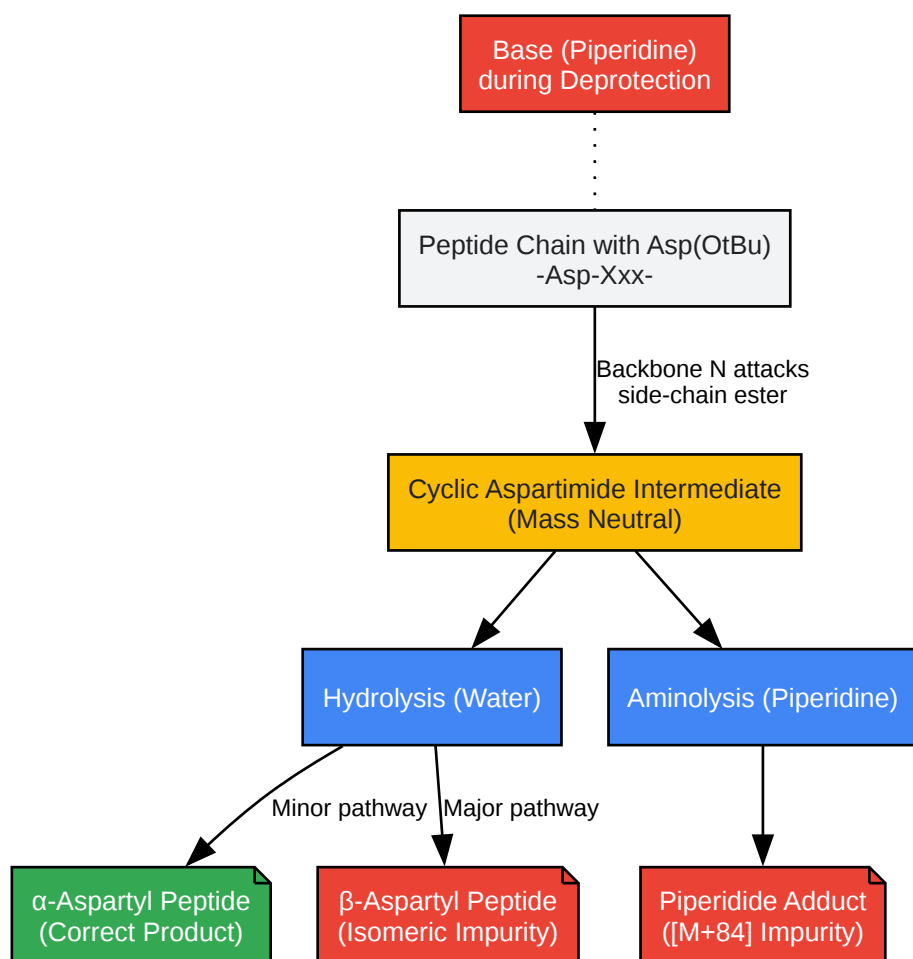 Base (Piperidine)
during Deprotection
Peptide Chain with Asp(OtBu)
-Asp-Xxx-
Backbone N attacks
side-chain ester
Cyclic Aspartimide Intermediate
(Mass Neutral)
Hydrolysis (Water)
Aminolysis (Piperidine)
Minor pathway
Major pathway
α-Aspartyl Peptide
(Correct Product)
β-Aspartyl Peptide
(Isomeric Impurity)
Piperidide Adduct
([M+84] Impurity)